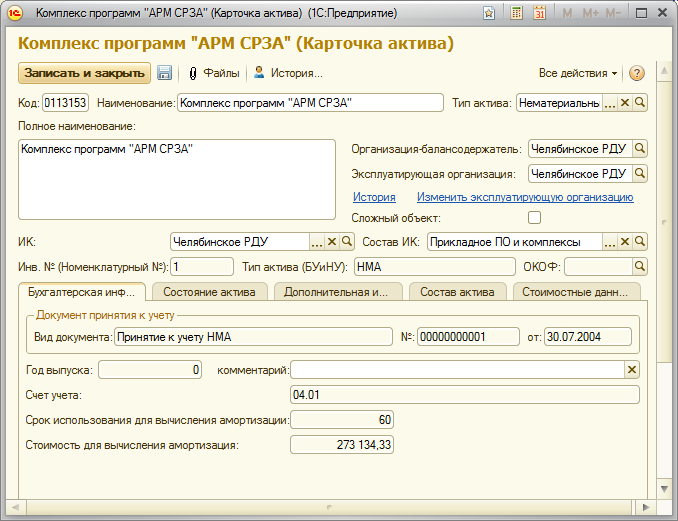 Комплекс программ "АРМ СРЗА" (Карточка актива) (1С:Предприятие)
31 M M+ M-
Комплекс программ "АРМ СРЗА" (Карточка актива)
Записать и закрыть Файлы История... Все действия ?
Код: 0113153 Наименование: Комплекс программ "АРМ СРЗА" Тип актива: Нематериальны ...
Полное наименование:
Комплекс программ "АРМ СРЗА"
Организация-балансодержатель: Челябинское РДУ
Эксплуатирующая организация: Челябинское РДУ
История Изменить эксплуатирующую организацию
Сложный объект:
ИК: Челябинское РДУ ... Состав ИК: Прикладное ПО и комплексы ...
Инв. № (Номенклатурный №): 1 Тип актива (БУиНУ): НМА ОКОФ:
Бухгалтерская инф... Состояние актива Дополнительная и... Состав актива Стоимостные данн...
Документ принятия к учету
Вид документа: Принятие к учету НМА №: 00000000001 от: 30.07.2004
Год выпуска: 0 комментарий:
Счет учета: 04.01
Срок использования для вычисления амортизации: 60
Стоимость для вычисления амортизация: 273 134,33